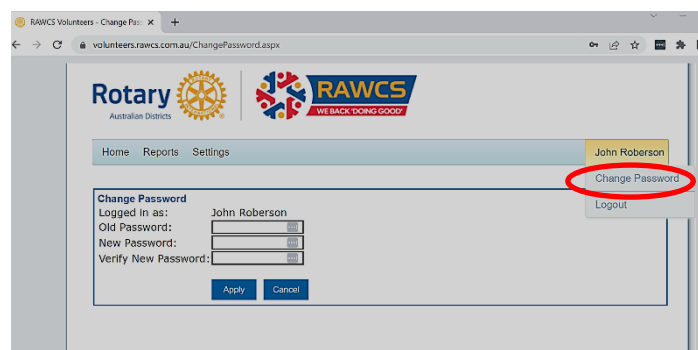 RAWCS Volunteers - Change Pas
volunteers.rawcs.com.au/ChangePassword.aspx
Rotary
Australian Districts
RAWCS
WE BACK 'DOING GOOD'
Home Reports Settings John Roberson
Change Password
Logout
Change Password
Logged in as: John Roberson
Old Password:
New Password:
Verify New Password:
Apply Cancel